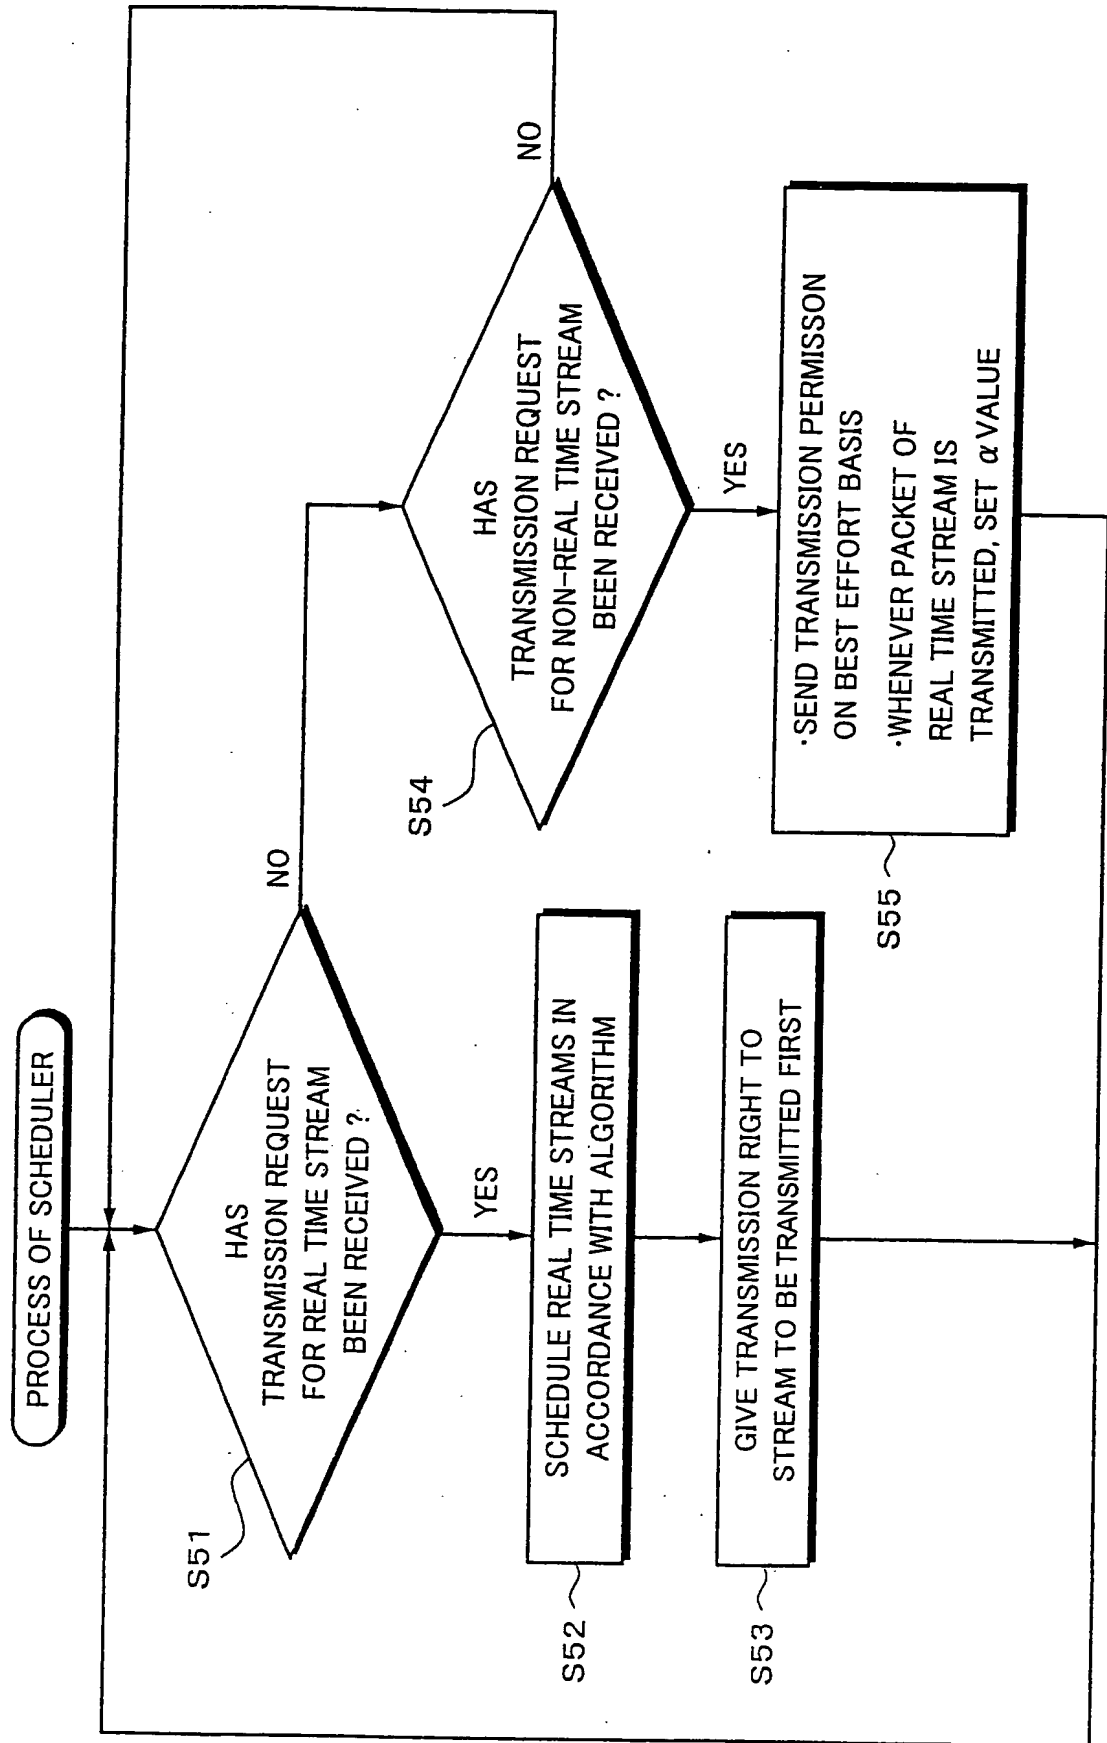 PROCESS OF SCHEDULER
S51
HAS
TRANSMISSION REQUEST
FOR REAL TIME STREAM
BEEN RECEIVED ?
NO
YES
S52
SCHEDULE REAL TIME STREAMS IN
ACCORDANCE WITH ALGORITHM
S53
GIVE TRANSMISSION RIGHT TO
STREAM TO BE TRANSMITTED FIRST
S54
HAS
TRANSMISSION REQUEST
FOR NON-REAL TIME STREAM
BEEN RECEIVED ?
NO
YES
S55
·SEND TRANSMISSION PERMISSON
ON BEST EFFORT BASIS
·WHENEVER PACKET OF
REAL TIME STREAM IS
TRANSMITTED, SET α VALUE